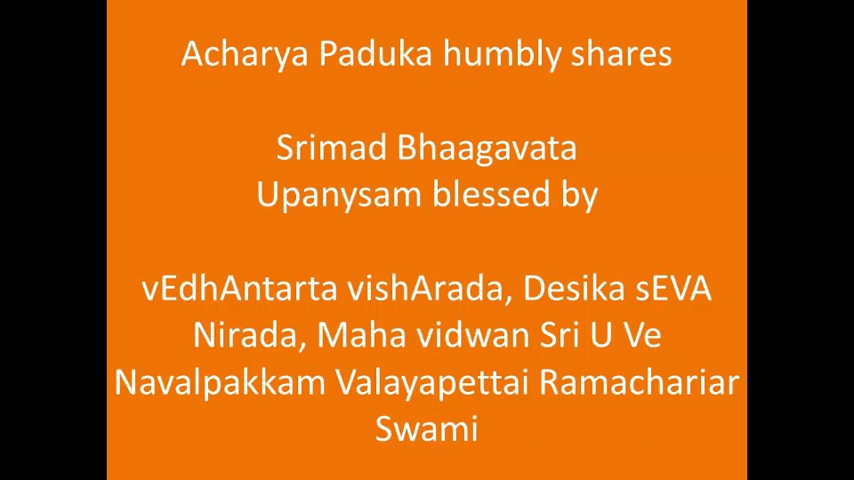 Acharya Paduka humbly shares
Srimad Bhaagavata
Upanysam blessed by
vEdhAntarta vishArada, Desika sEVA
Nirada, Maha vidwan Sri U Ve
Navalpakkam Valayapettai Ramachariar
Swami